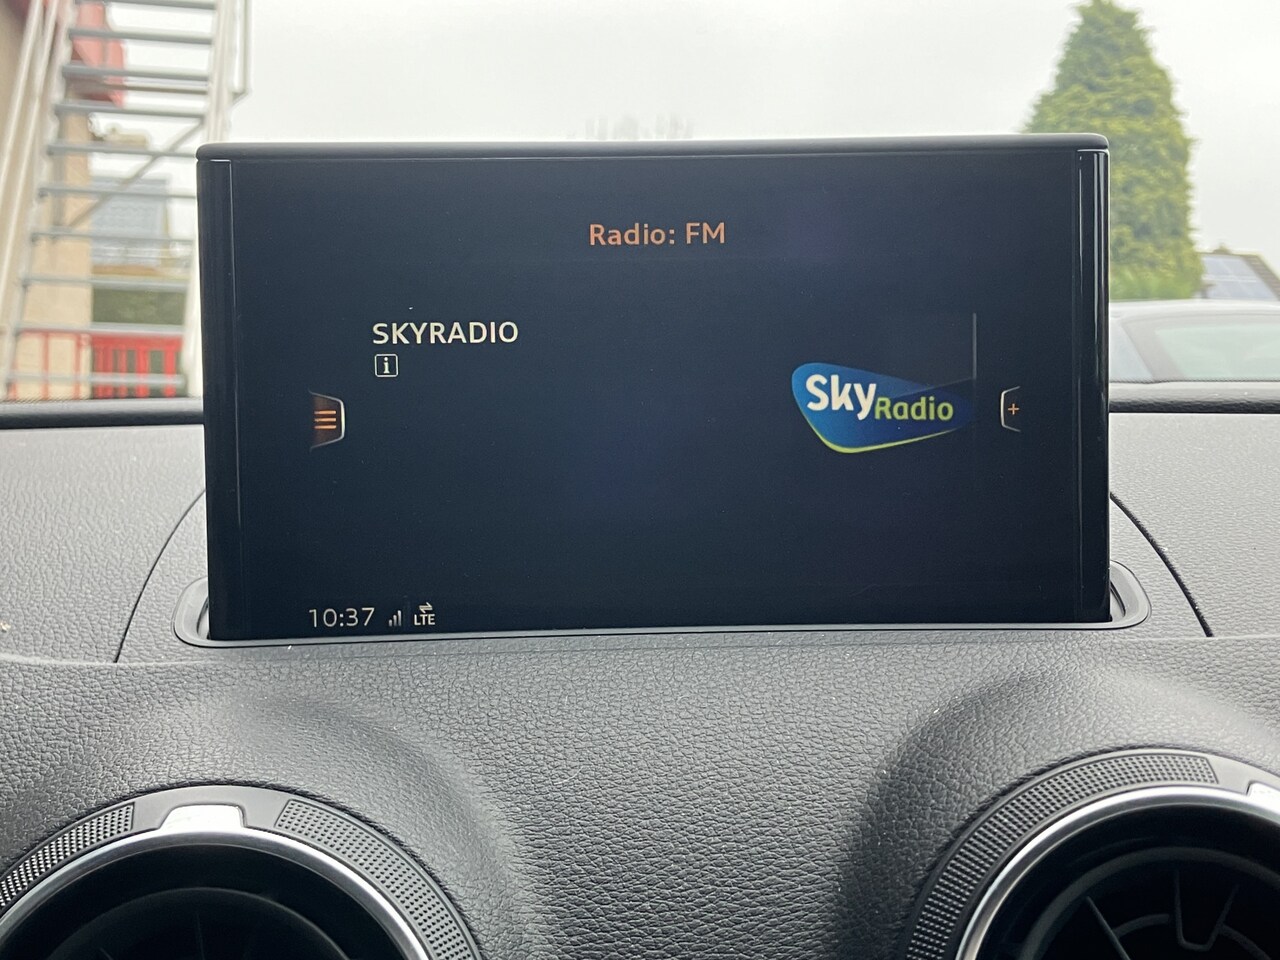 Radio: FM
SKYRADIO
i
Sky Radio
+
10:37 LTE